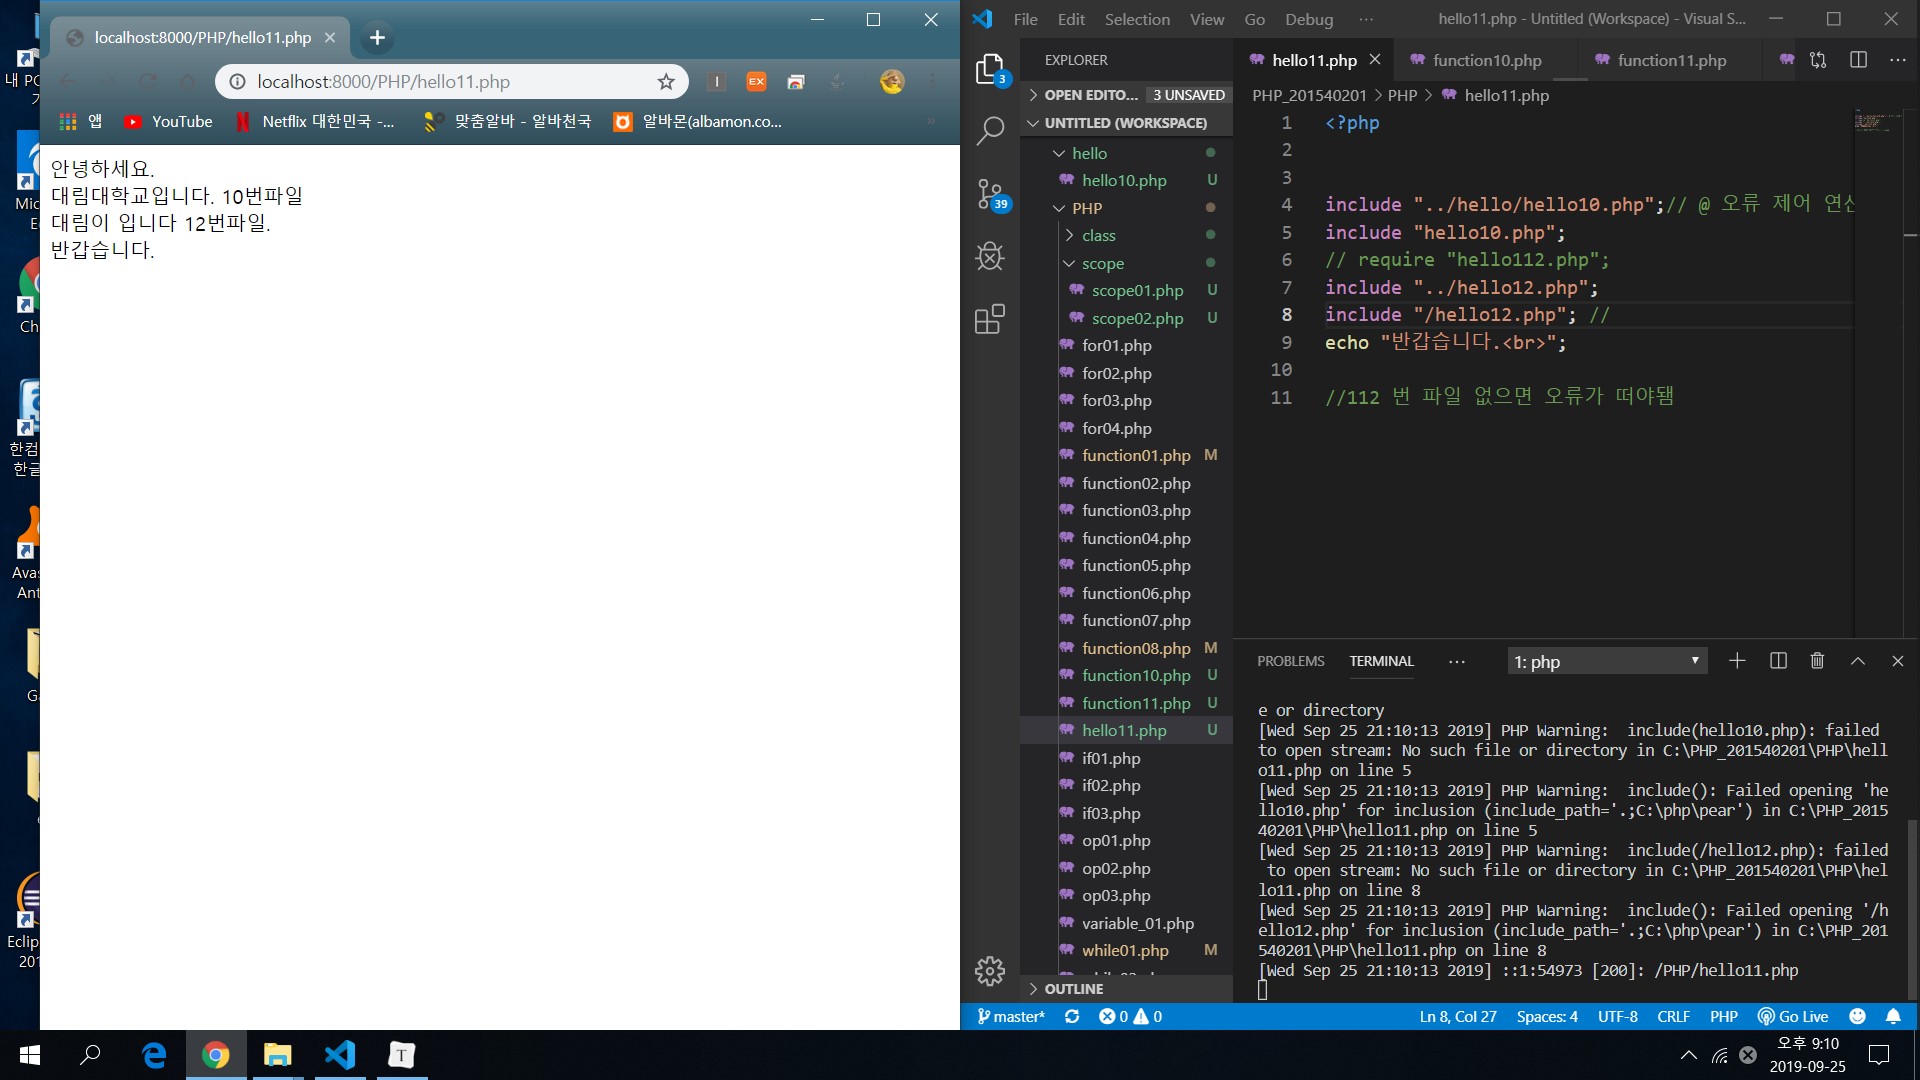 localhost:8000/PHP/hello11.php
localhost:8000/PHP/hello11.php
앱
YouTube
Netflix 대한민국 -...
맞춤알바 - 알바천국
알바몬(albamon.co...
안녕하세요.
대림대학교입니다. 10번파일
대림이 입니다 12번파일.
반갑습니다.
내 PC
Mic
Ch
한컴
한글
Avas
Ant
Eclip
201
File Edit Selection View Go Debug ...
hello11.php - Untitled (Workspace) - Visual S...
3
39
EXPLORER
OPEN EDITO... 3 UNSAVED
UNTITLED (WORKSPACE)
hello
hello10.php U
PHP
class
scope
scope01.php U
scope02.php U
for01.php
for02.php
for03.php
for04.php
function01.php M
function02.php
function03.php
function04.php
function05.php
function06.php
function07.php
function08.php M
function10.php U
function11.php U
hello11.php U
if01.php
if02.php
if03.php
op01.php
op02.php
op03.php
variable_01.php
while01.php M
OUTLINE
hello11.php function10.php function11.php
PHP_201540201 > PHP > hello11.php
1 <?php
2
3
4 include "../hello/hello10.php";// @ 오류 제어 연산
5 include "hello10.php";
6 // require "hello112.php";
7 include "../hello12.php";
8 include "/hello12.php"; //
9 echo "반갑습니다.<br>";
10
11 //112 번 파일 없으면 오류가 떠야됌
PROBLEMS TERMINAL ... 1: php
e or directory
[Wed Sep 25 21:10:13 2019] PHP Warning:  include(hello10.php): failed
to open stream: No such file or directory in C:\PHP_201540201\PHP\hell
o11.php on line 5
[Wed Sep 25 21:10:13 2019] PHP Warning:  include(): Failed opening 'he
llo10.php' for inclusion (include_path='.;C:\php\pear') in C:\PHP_2015
40201\PHP\hello11.php on line 5
[Wed Sep 25 21:10:13 2019] PHP Warning:  include(/hello12.php): failed
to open stream: No such file or directory in C:\PHP_201540201\PHP\hel
lo11.php on line 8
[Wed Sep 25 21:10:13 2019] PHP Warning:  include(): Failed opening '/h
ello12.php' for inclusion (include_path='.;C:\php\pear') in C:\PHP_201
540201\PHP\hello11.php on line 8
[Wed Sep 25 21:10:13 2019] ::1:54973 [200]: /PHP/hello11.php
master* 0 0 Ln 8, Col 27 Spaces: 4 UTF-8 CRLF PHP Go Live
오후 9:10
2019-09-25